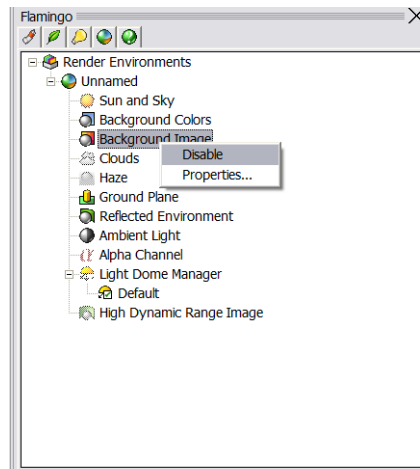 Flamingo
Render Environments
Unnamed
Sun and Sky
Background Colors
Background Image
Disable
Clouds
Properties...
Haze
Ground Plane
Reflected Environment
Ambient Light
Alpha Channel
Light Dome Manager
Default
High Dynamic Range Image